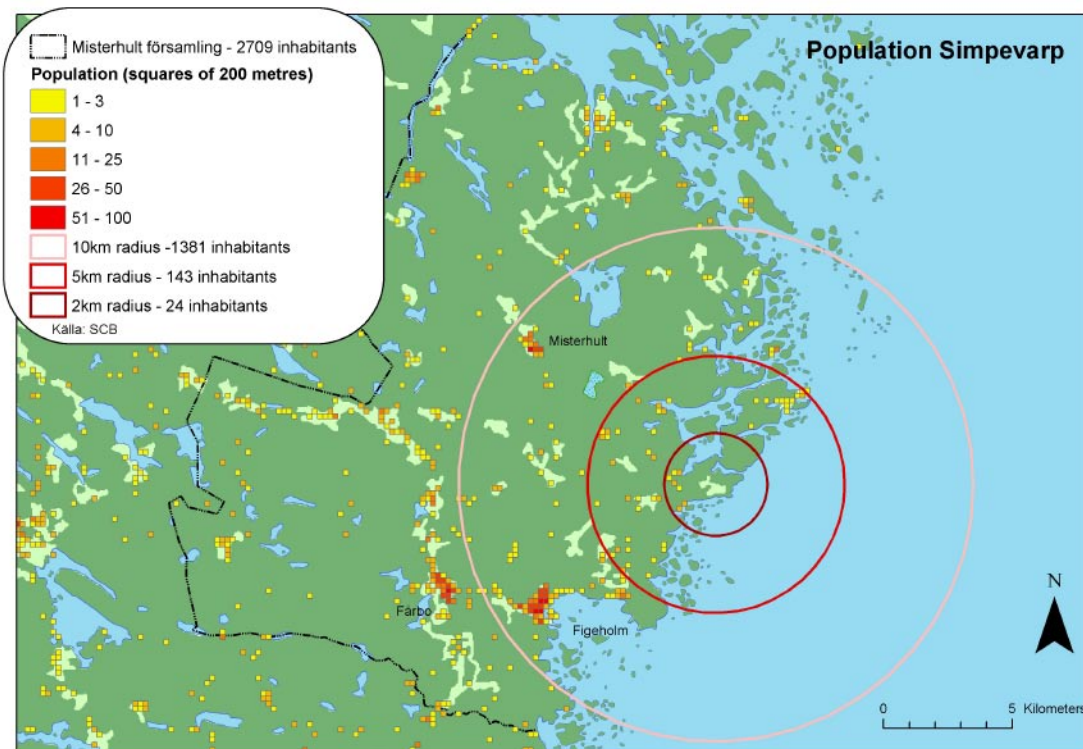 Misterhult församling - 2709 inhabitants
Population (squares of 200 metres)
1 - 3
4 - 10
11 - 25
26 - 50
51 - 100
10km radius -1381 inhabitants
5km radius - 143 inhabitants
2km radius - 24 inhabitants
Källa: SCB
Population Simpevarp
Misterhult
Fårbo
Figeholm
N
0 5 Kilometers